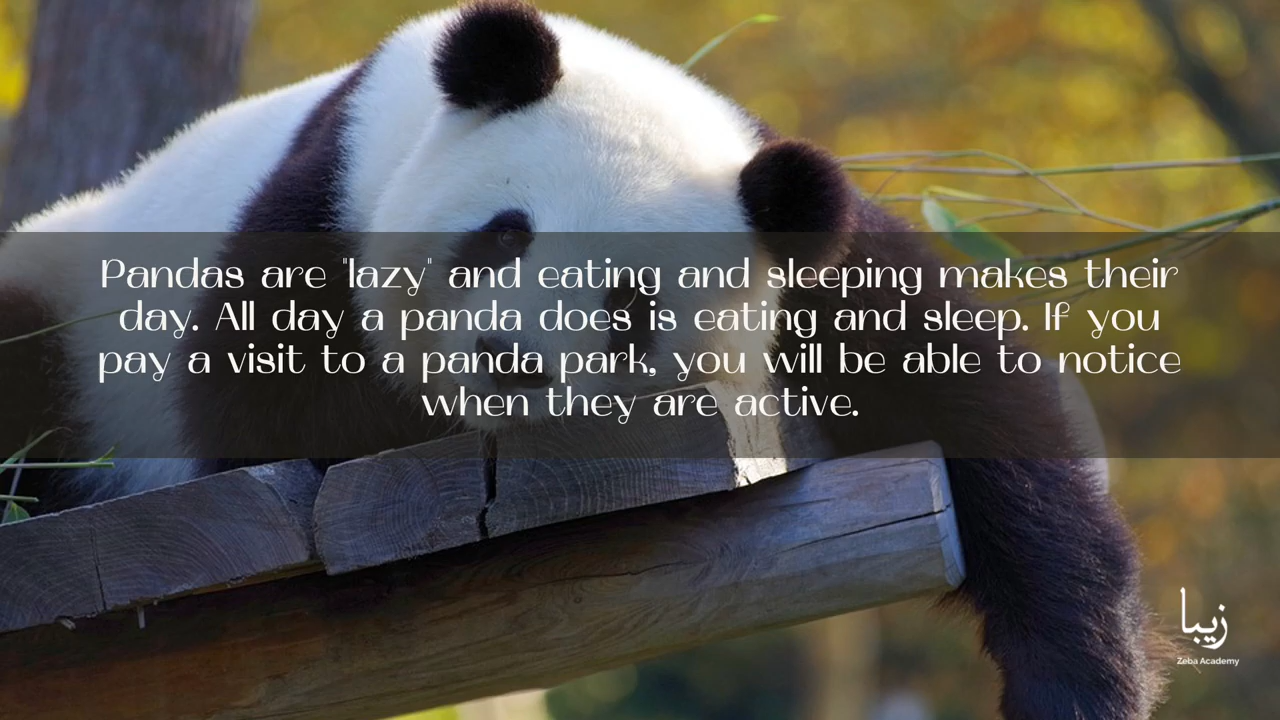 Pandas are "lazy" and eating and sleeping makes their
day. All day a panda does is eating and sleep. If you
pay a visit to a panda park, you will be able to notice
when they are active.
زیبا
Zeba Academy